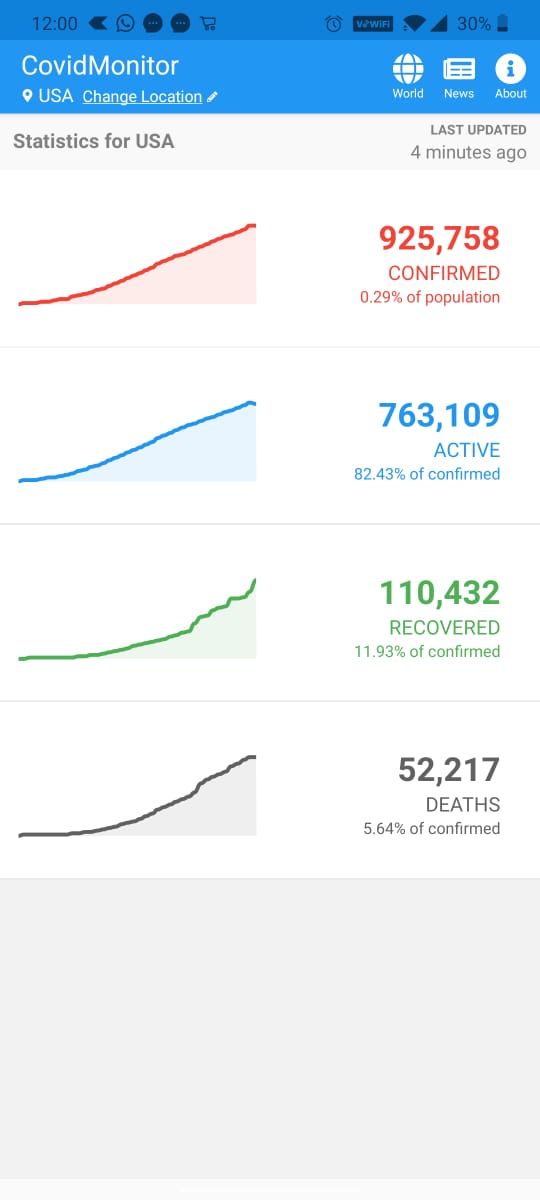 12:00 VoWiFi 30%
CovidMonitor
USA Change Location
World News About
Statistics for USA
LAST UPDATED
4 minutes ago
925,758
CONFIRMED
0.29% of population
763,109
ACTIVE
82.43% of confirmed
110,432
RECOVERED
11.93% of confirmed
52,217
DEATHS
5.64% of confirmed